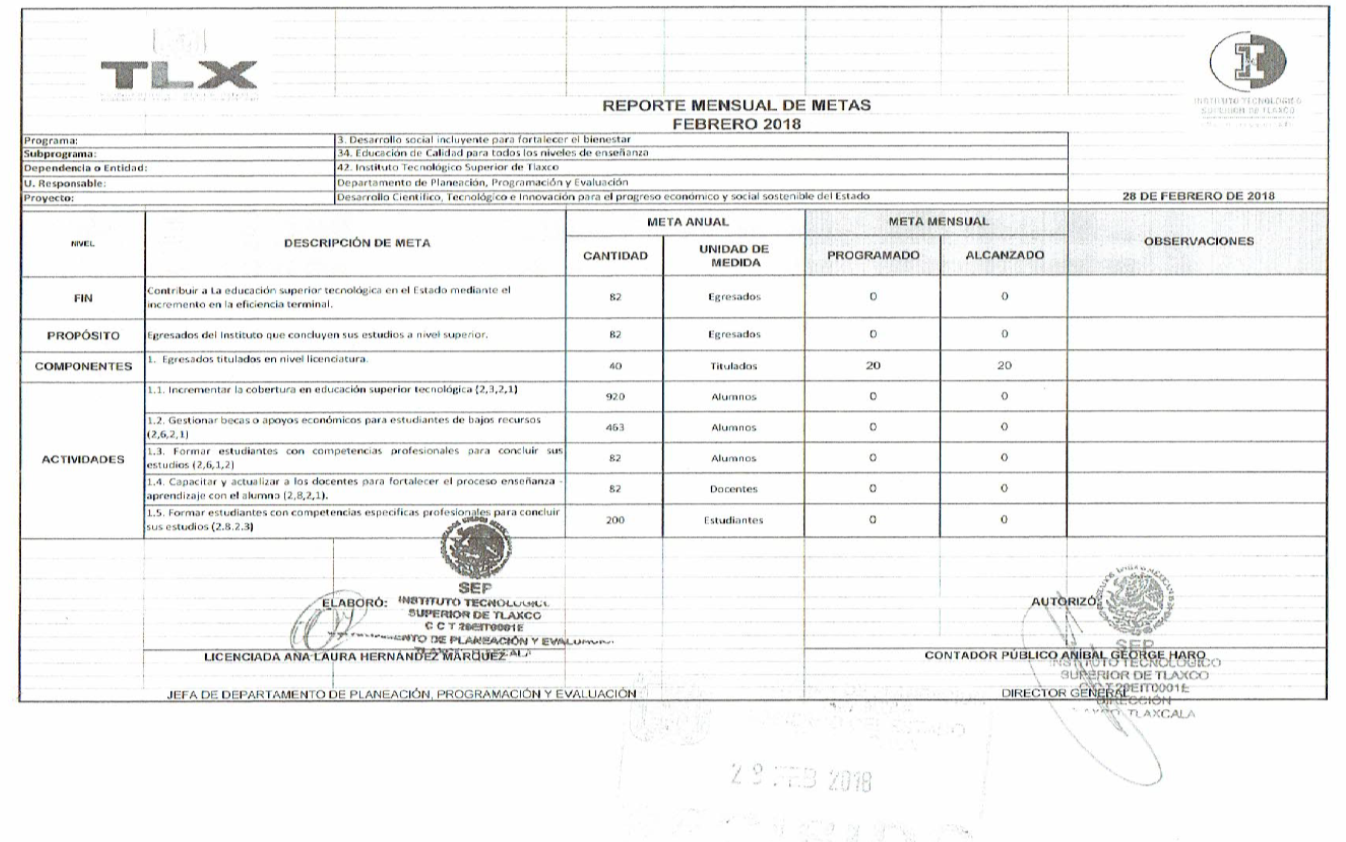 TLX
INSTITUTO TECNOLÓGICO
SUPERIOR DE TLAXCO
REPORTE MENSUAL DE METAS
FEBRERO 2018
Programa: 3. Desarrollo social incluyente para fortalecer el bienestar
Subprograma: 34. Educación de Calidad para todos los niveles de enseñanza
Dependencia o Entidad: 42. Instituto Tecnológico Superior de Tlaxco
U. Responsable: Departamento de Planeación, Programación y Evaluación
Proyecto: Desarrollo Científico, Tecnológico e Innovación para el progreso económico y social sostenible del Estado 28 DE FEBRERO DE 2018
NIVEL DESCRIPCIÓN DE META META ANUAL META MENSUAL OBSERVACIONES
CANTIDAD UNIDAD DE MEDIDA PROGRAMADO ALCANZADO
FIN Contribuir a La educación superior tecnológica en el Estado mediante el
incremento en la eficiencia terminal. 82 Egresados 0 0
PROPÓSITO Egresados del Instituto que concluyen sus estudios a nivel superior. 82 Egresados 0 0
COMPONENTES 1. Egresados titulados en nivel licenciatura. 40 Titulados 20 20
ACTIVIDADES 1.1. Incrementar la cobertura en educación superior tecnológica (2,3,2,1) 920 Alumnos 0 0
1.2. Gestionar becas o apoyos económicos para estudiantes de bajos recursos
(2,6,2,1) 463 Alumnos 0 0
1.3. Formar estudiantes con competencias profesionales para concluir sus
estudios (2,6,1,2) 82 Alumnos 0 0
1.4. Capacitar y actualizar a los docentes para fortalecer el proceso enseñanza -
aprendizaje con el alumno (2,8,2,1). 82 Docentes 0 0
1.5. Formar estudiantes con competencias especificas profesionales para concluir
sus estudios (2.8.2.3) 200 Estudiantes 0 0
SEP
ELABORÓ: INSTITUTO TECNOLOGICO
SUPERIOR DE TLAXCO
C C T 29EIT0001E
DE PLANEACIÓN Y
LICENCIADA ANA LAURA HERNÁNDEZ MÁRQUEZ
JEFA DE DEPARTAMENTO DE PLANEACIÓN, PROGRAMACIÓN Y EVALUACIÓN
AUTORIZÓ:
SEP
CONTADOR PÚBLICO ANÍBAL GEORGE HARO
INSTITUTO TECNOLOGICO
SUPERIOR DE TLAXCO
DIRECTOR GENERAL
DIRECCIÓN
TLAXCALA
FEB 2018